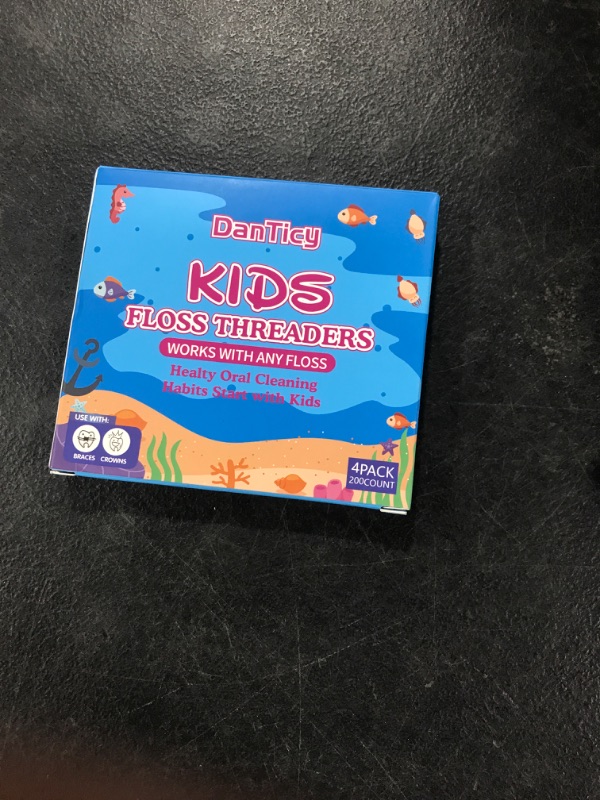 DanTicy
KIDS
FLOSS THREADERS
WORKS WITH ANY FLOSS
Healty Oral Cleaning
Habits Start with Kids
USE WITH:
BRACES CROWNS
4PACK
200COUNT